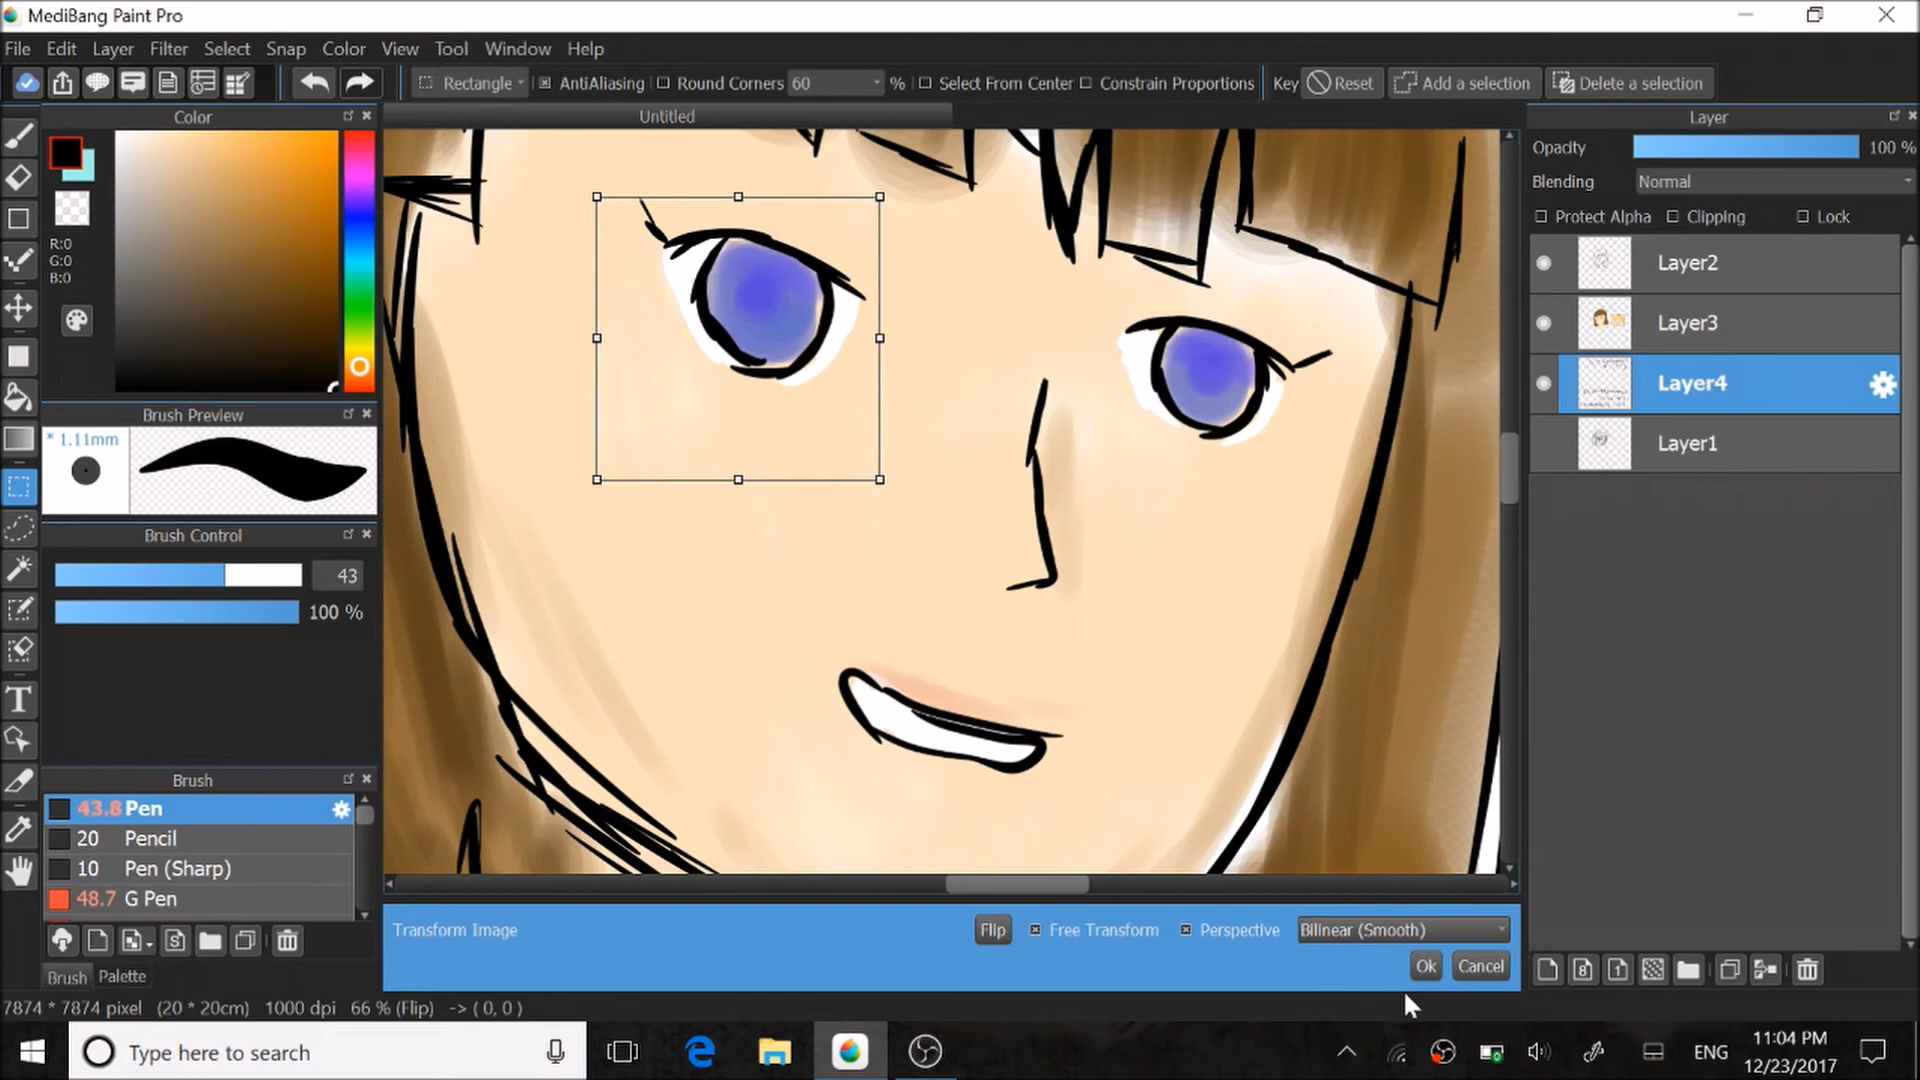 MediBang Paint Pro
File Edit Layer Filter Select Snap Color View Tool Window Help
Rectangle AntiAliasing Round Corners 60 % Select From Center Constrain Proportions Key Reset Add a selection Delete a selection
Color
Untitled
Layer
R:0
G:0
B:0
Opacity 100 %
Blending Normal
Protect Alpha Clipping Lock
Layer2
Layer3
Layer4
Layer1
Brush Preview
* 1.11mm
Brush Control
43
100 %
Brush
43.8 Pen
20 Pencil
10 Pen (Sharp)
48.7 G Pen
Brush Palette
Transform Image Flip Free Transform Perspective Bilinear (Smooth)
Ok Cancel
7874 * 7874 pixel (20 * 20cm) 1000 dpi 66 % (Flip) -> ( 0, 0 )
Type here to search
ENG
11:04 PM
12/23/2017